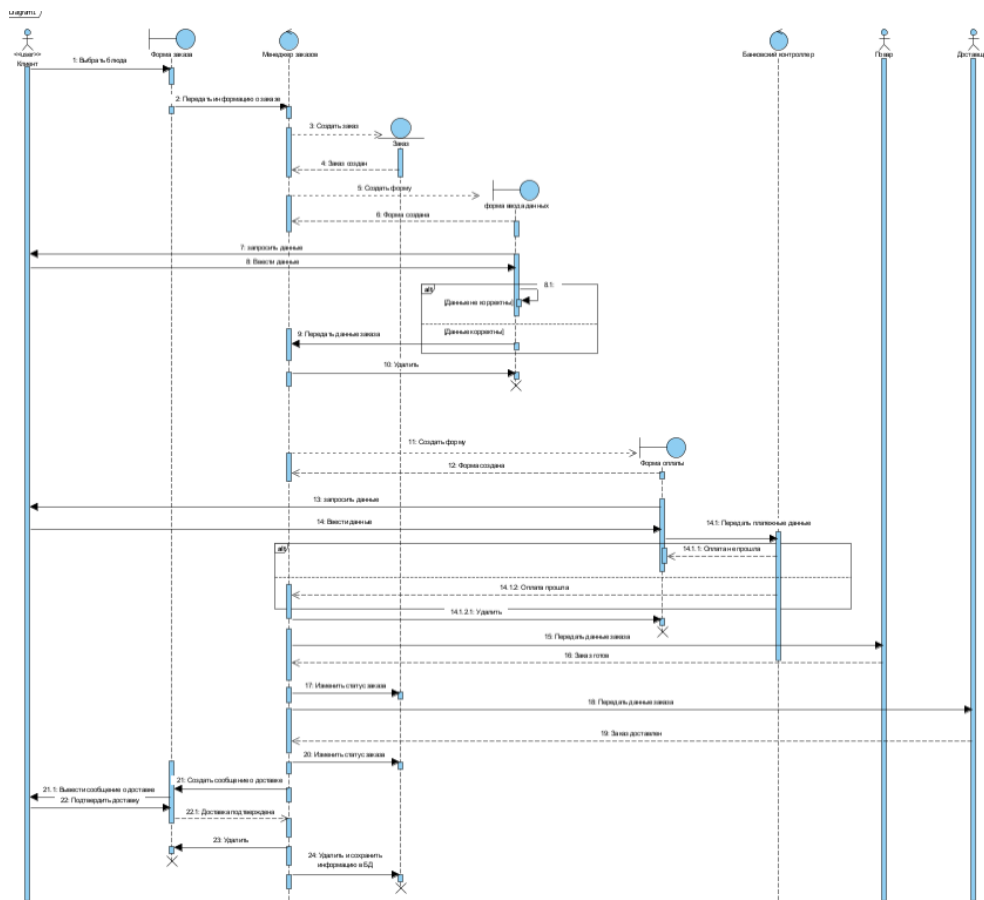 Diagram1
<<user>>
Клиент
Форма заказа
Менеджер заказов
Банковский контроллер
Повар
Доставщ
1: Выбрать блюда
2: Передать информацию о заказе
3: Создать заказ
Заказ
4: Заказ создан
5: Создать форму
форма ввода данных
6: Форма создана
7: запросить данные
8: Ввести данные
8.1:
alt
[Данные не корректны]
[Данные корректны]
9: Передать данные заказа
10: Удалить
11: Создать форму
Форма оплаты
12: Форма создана
13: запросить данные
14: Ввести данные
14.1: Передать платежные данные
alt
14.1.1: Оплата не прошла
14.1.2: Оплата прошла
14.1.2.1: Удалить
15: Передать данные заказа
16: Заказ готов
17: Изменить статус заказа
18: Передать данные заказа
19: Заказ доставлен
20: Изменить статус заказа
21: Создать сообщение о доставке
21.1: Вывести сообщение о доставке
22: Подтвердить доставку
22.1: Доставка подтверждена
23: Удалить
24: Удалить и сохранить
информацию в БД